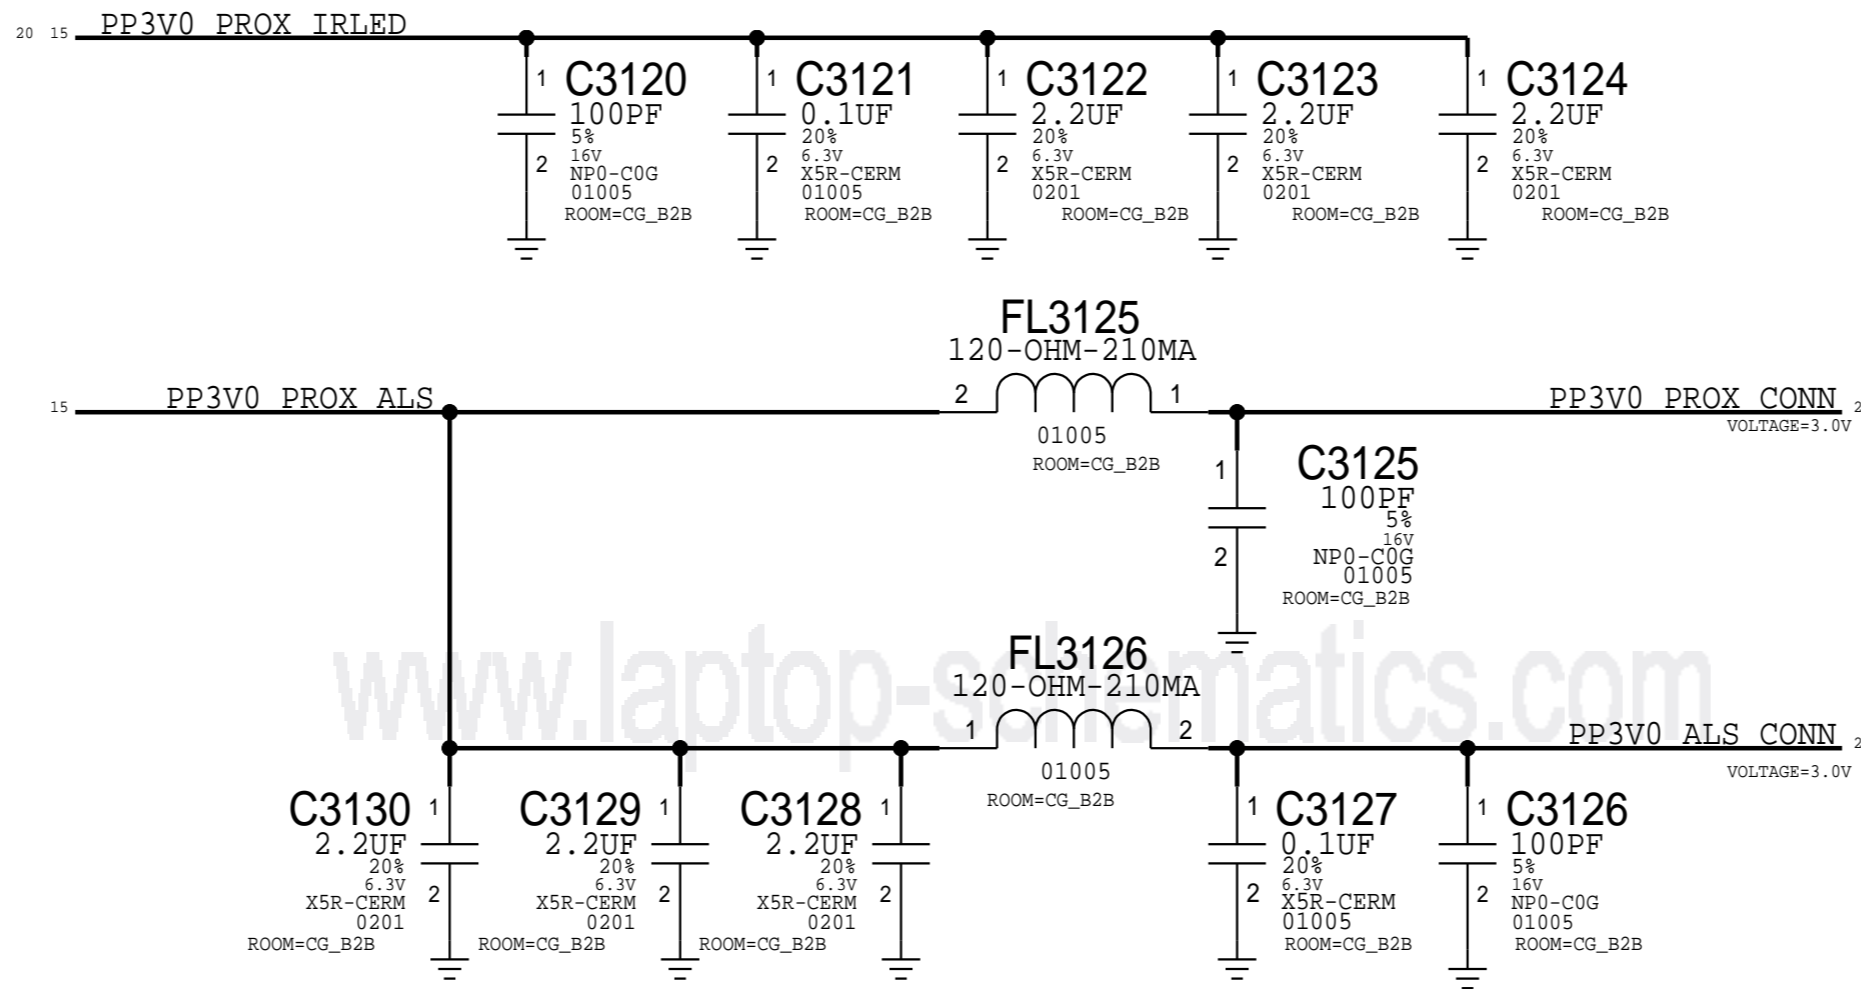 20 15 PP3V0 PROX IRLED
1 C3120
100PF
5%
16V
2 NP0-C0G
01005
ROOM=CG_B2B
1 C3121
0.1UF
20%
6.3V
2 X5R-CERM
01005
ROOM=CG_B2B
1 C3122
2.2UF
20%
6.3V
2 X5R-CERM
0201
ROOM=CG_B2B
1 C3123
2.2UF
20%
6.3V
2 X5R-CERM
0201
ROOM=CG_B2B
1 C3124
2.2UF
20%
6.3V
2 X5R-CERM
0201
ROOM=CG_B2B
FL3125
120-OHM-210MA
15 PP3V0 PROX ALS
2 1
01005
ROOM=CG_B2B
PP3V0 PROX CONN 2
VOLTAGE=3.0V
1 C3125
100PF
5%
16V
2 NP0-C0G
01005
ROOM=CG_B2B
www.laptop-schematics.com
FL3126
120-OHM-210MA
1 2
01005
ROOM=CG_B2B
PP3V0 ALS CONN 2
VOLTAGE=3.0V
C3130 1
2.2UF
20%
6.3V
X5R-CERM 2
0201
ROOM=CG_B2B
C3129 1
2.2UF
20%
6.3V
X5R-CERM 2
0201
ROOM=CG_B2B
C3128 1
2.2UF
20%
6.3V
X5R-CERM 2
0201
ROOM=CG_B2B
1 C3127
0.1UF
20%
6.3V
2 X5R-CERM
01005
ROOM=CG_B2B
1 C3126
100PF
5%
16V
2 NP0-C0G
01005
ROOM=CG_B2B